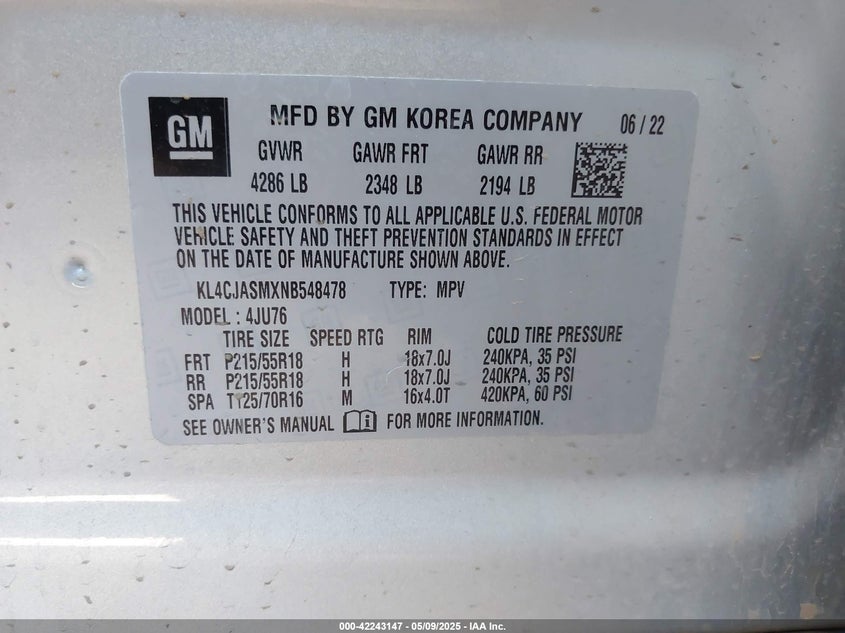 GM
MFD BY GM KOREA COMPANY 06 / 22
GVWR GAWR FRT GAWR RR
4286 LB 2348 LB 2194 LB
THIS VEHICLE CONFORMS TO ALL APPLICABLE U.S. FEDERAL MOTOR
VEHICLE SAFETY AND THEFT PREVENTION STANDARDS IN EFFECT
ON THE DATE OF MANUFACTURE SHOWN ABOVE.
KL4CJASMXNB548478 TYPE: MPV
MODEL : 4JU76
TIRE SIZE SPEED RTG RIM COLD TIRE PRESSURE
FRT P215/55R18 H 18x7.0J 240KPA, 35 PSI
RR P215/55R18 H 18x7.0J 240KPA, 35 PSI
SPA T125/70R16 M 16x4.0T 420KPA, 60 PSI
SEE OWNER'S MANUAL i FOR MORE INFORMATION.
000-42243147 - 05/09/2025 - IAA Inc.